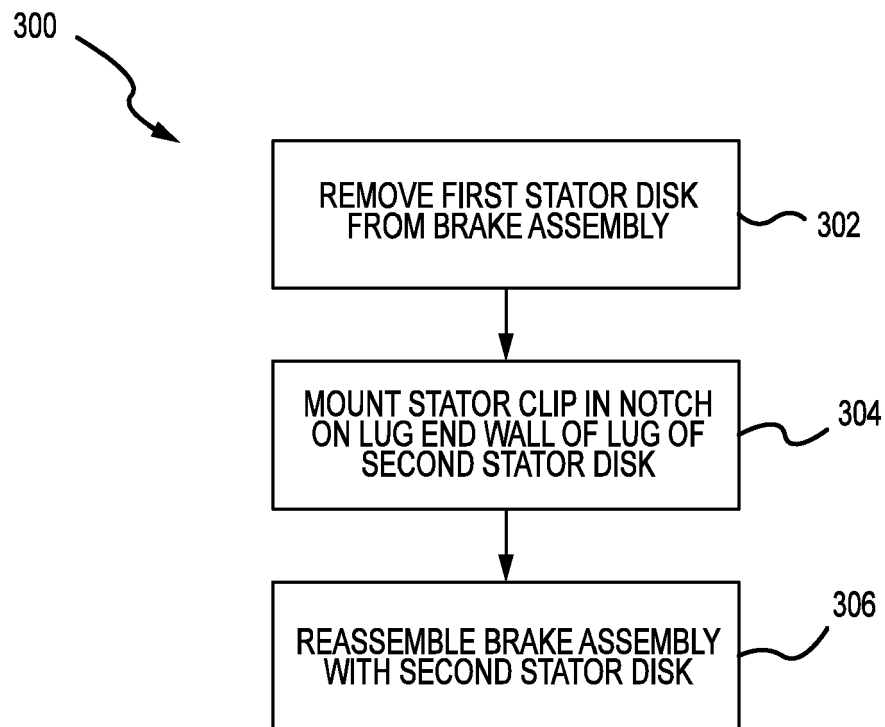 300
REMOVE FIRST STATOR DISK
FROM BRAKE ASSEMBLY
302
MOUNT STATOR CLIP IN NOTCH
ON LUG END WALL OF LUG OF
SECOND STATOR DISK
304
REASSEMBLE BRAKE ASSEMBLY
WITH SECOND STATOR DISK
306